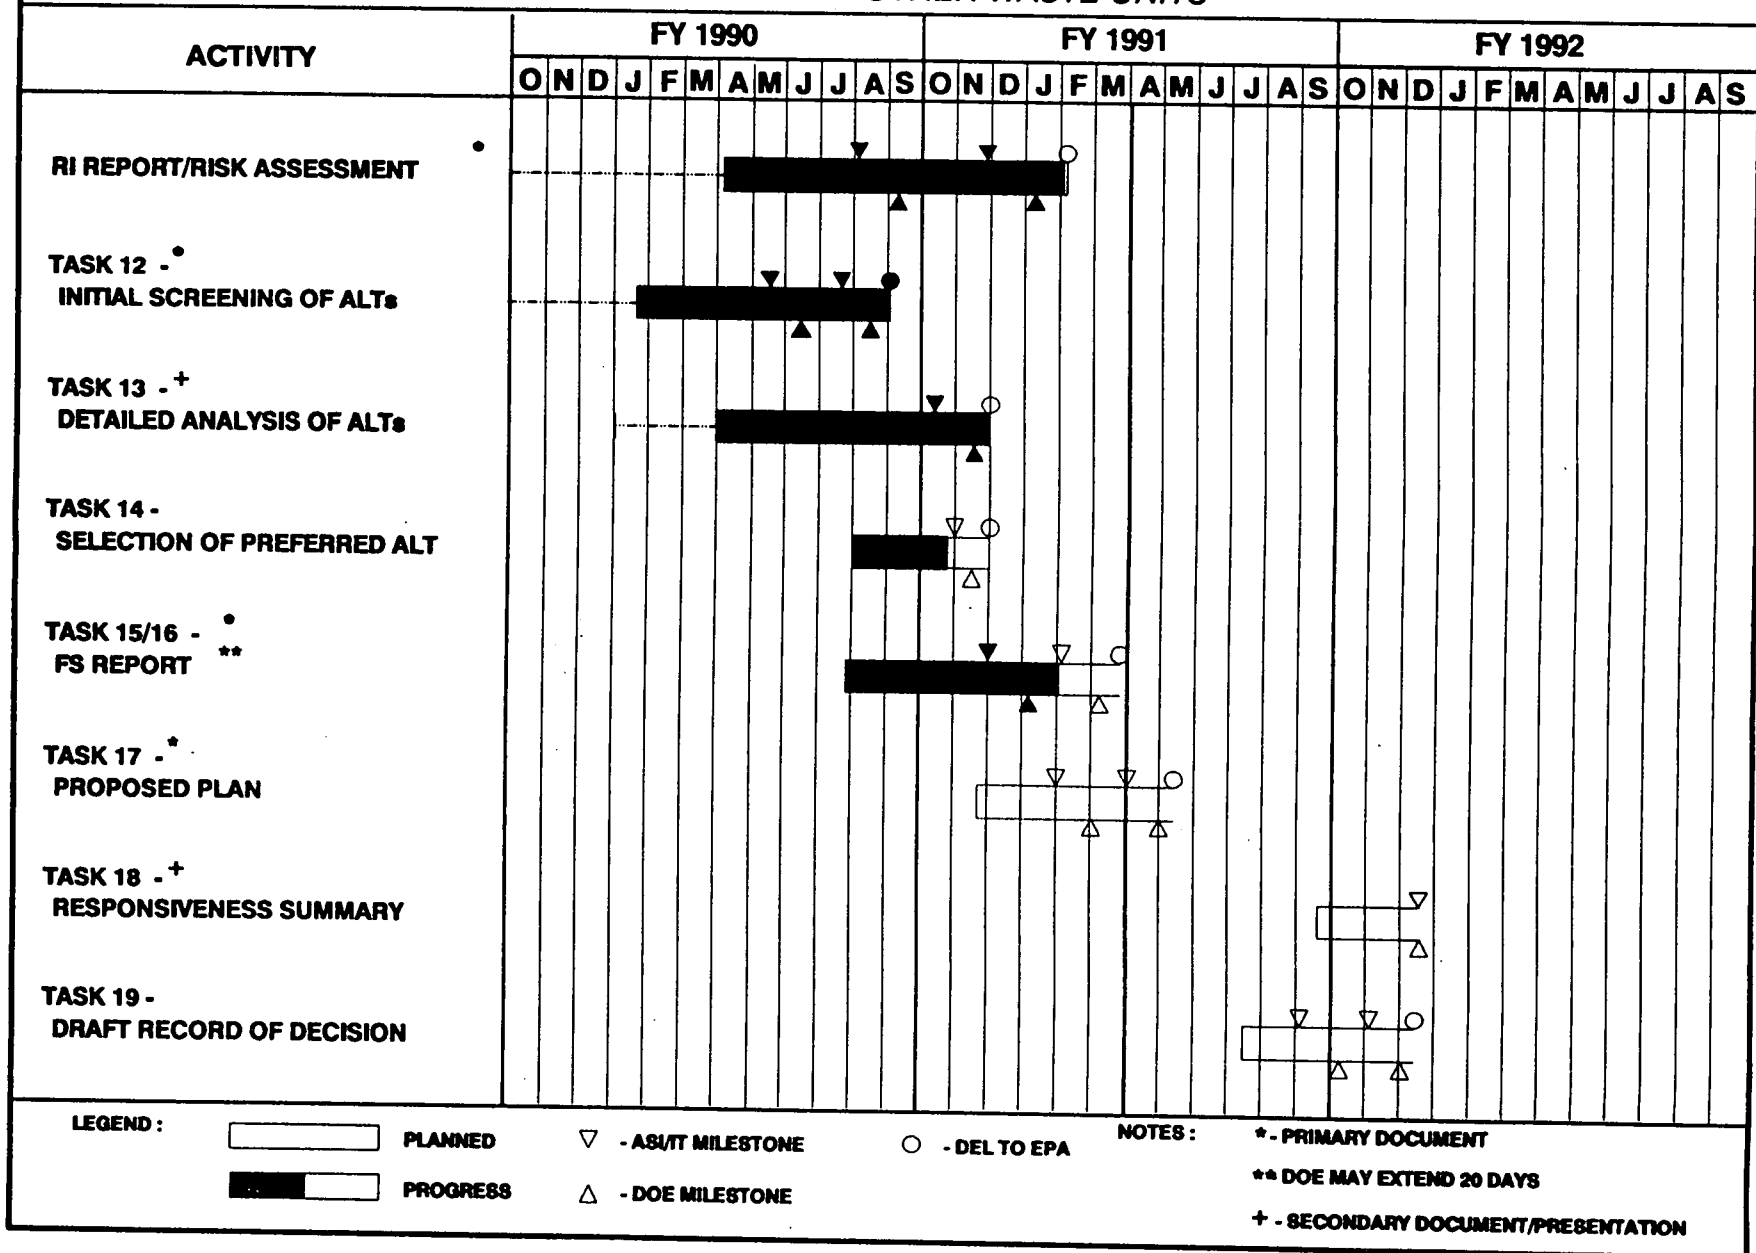 ACTIVITY
FY 1990 FY 1991 FY 1992
O N D J F M A M J J A S O N D J F M A M J J A S O N D J F M A M J J A S
RI REPORT/RISK ASSESSMENT *
TASK 12 - *
INITIAL SCREENING OF ALTs
TASK 13 - +
DETAILED ANALYSIS OF ALTs
TASK 14 -
SELECTION OF PREFERRED ALT
TASK 15/16 - *
FS REPORT **
TASK 17 - *
PROPOSED PLAN
TASK 18 - +
RESPONSIVENESS SUMMARY
TASK 19 -
DRAFT RECORD OF DECISION
LEGEND :
PLANNED
PROGRESS
- ASI/IT MILESTONE
- DOE MILESTONE
- DEL TO EPA
NOTES :
* - PRIMARY DOCUMENT
** DOE MAY EXTEND 20 DAYS
+ - SECONDARY DOCUMENT/PRESENTATION